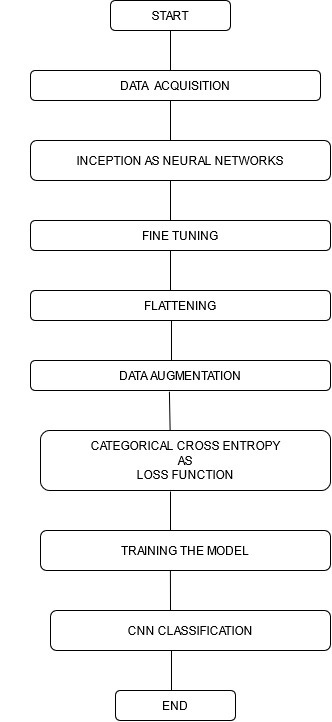 START
DATA ACQUISITION
INCEPTION AS NEURAL NETWORKS
FINE TUNING
FLATTENING
DATA AUGMENTATION
CATEGORICAL CROSS ENTROPY
AS
LOSS FUNCTION
TRAINING THE MODEL
CNN CLASSIFICATION
END